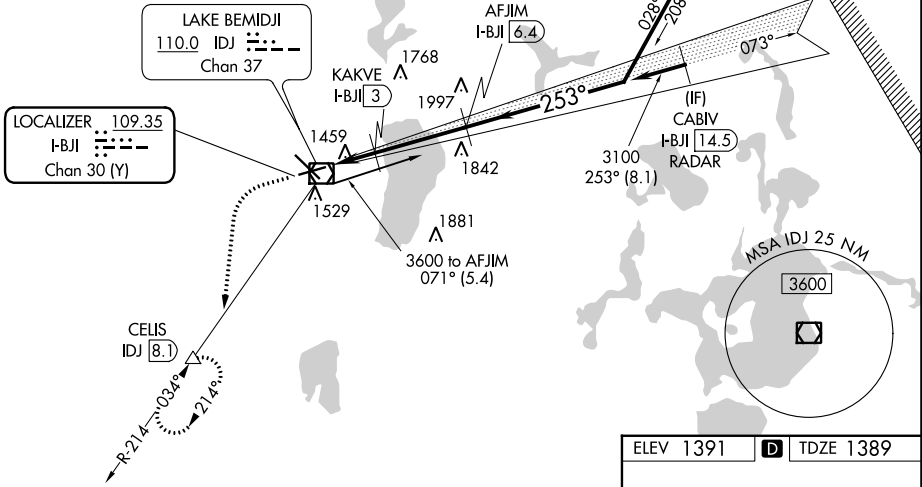 LAKE BEMIDJI
110.0 IDJ
Chan 37
LOCALIZER 109.35
I-BJI
Chan 30 (Y)
KAKVE
I-BJI 3
AFJIM
I-BJI 6.4
028°
208°
073°
253°
1768
1997
1459
1842
1529
1881
(IF)
CABIV
I-BJI 14.5
RADAR
3100
253° (8.1)
3600 to AFJIM
071° (5.4)
MSA IDJ 25 NM
3600
CELIS
IDJ 8.1
034°
214°
R-214
ELEV 1391 D TDZE 1389